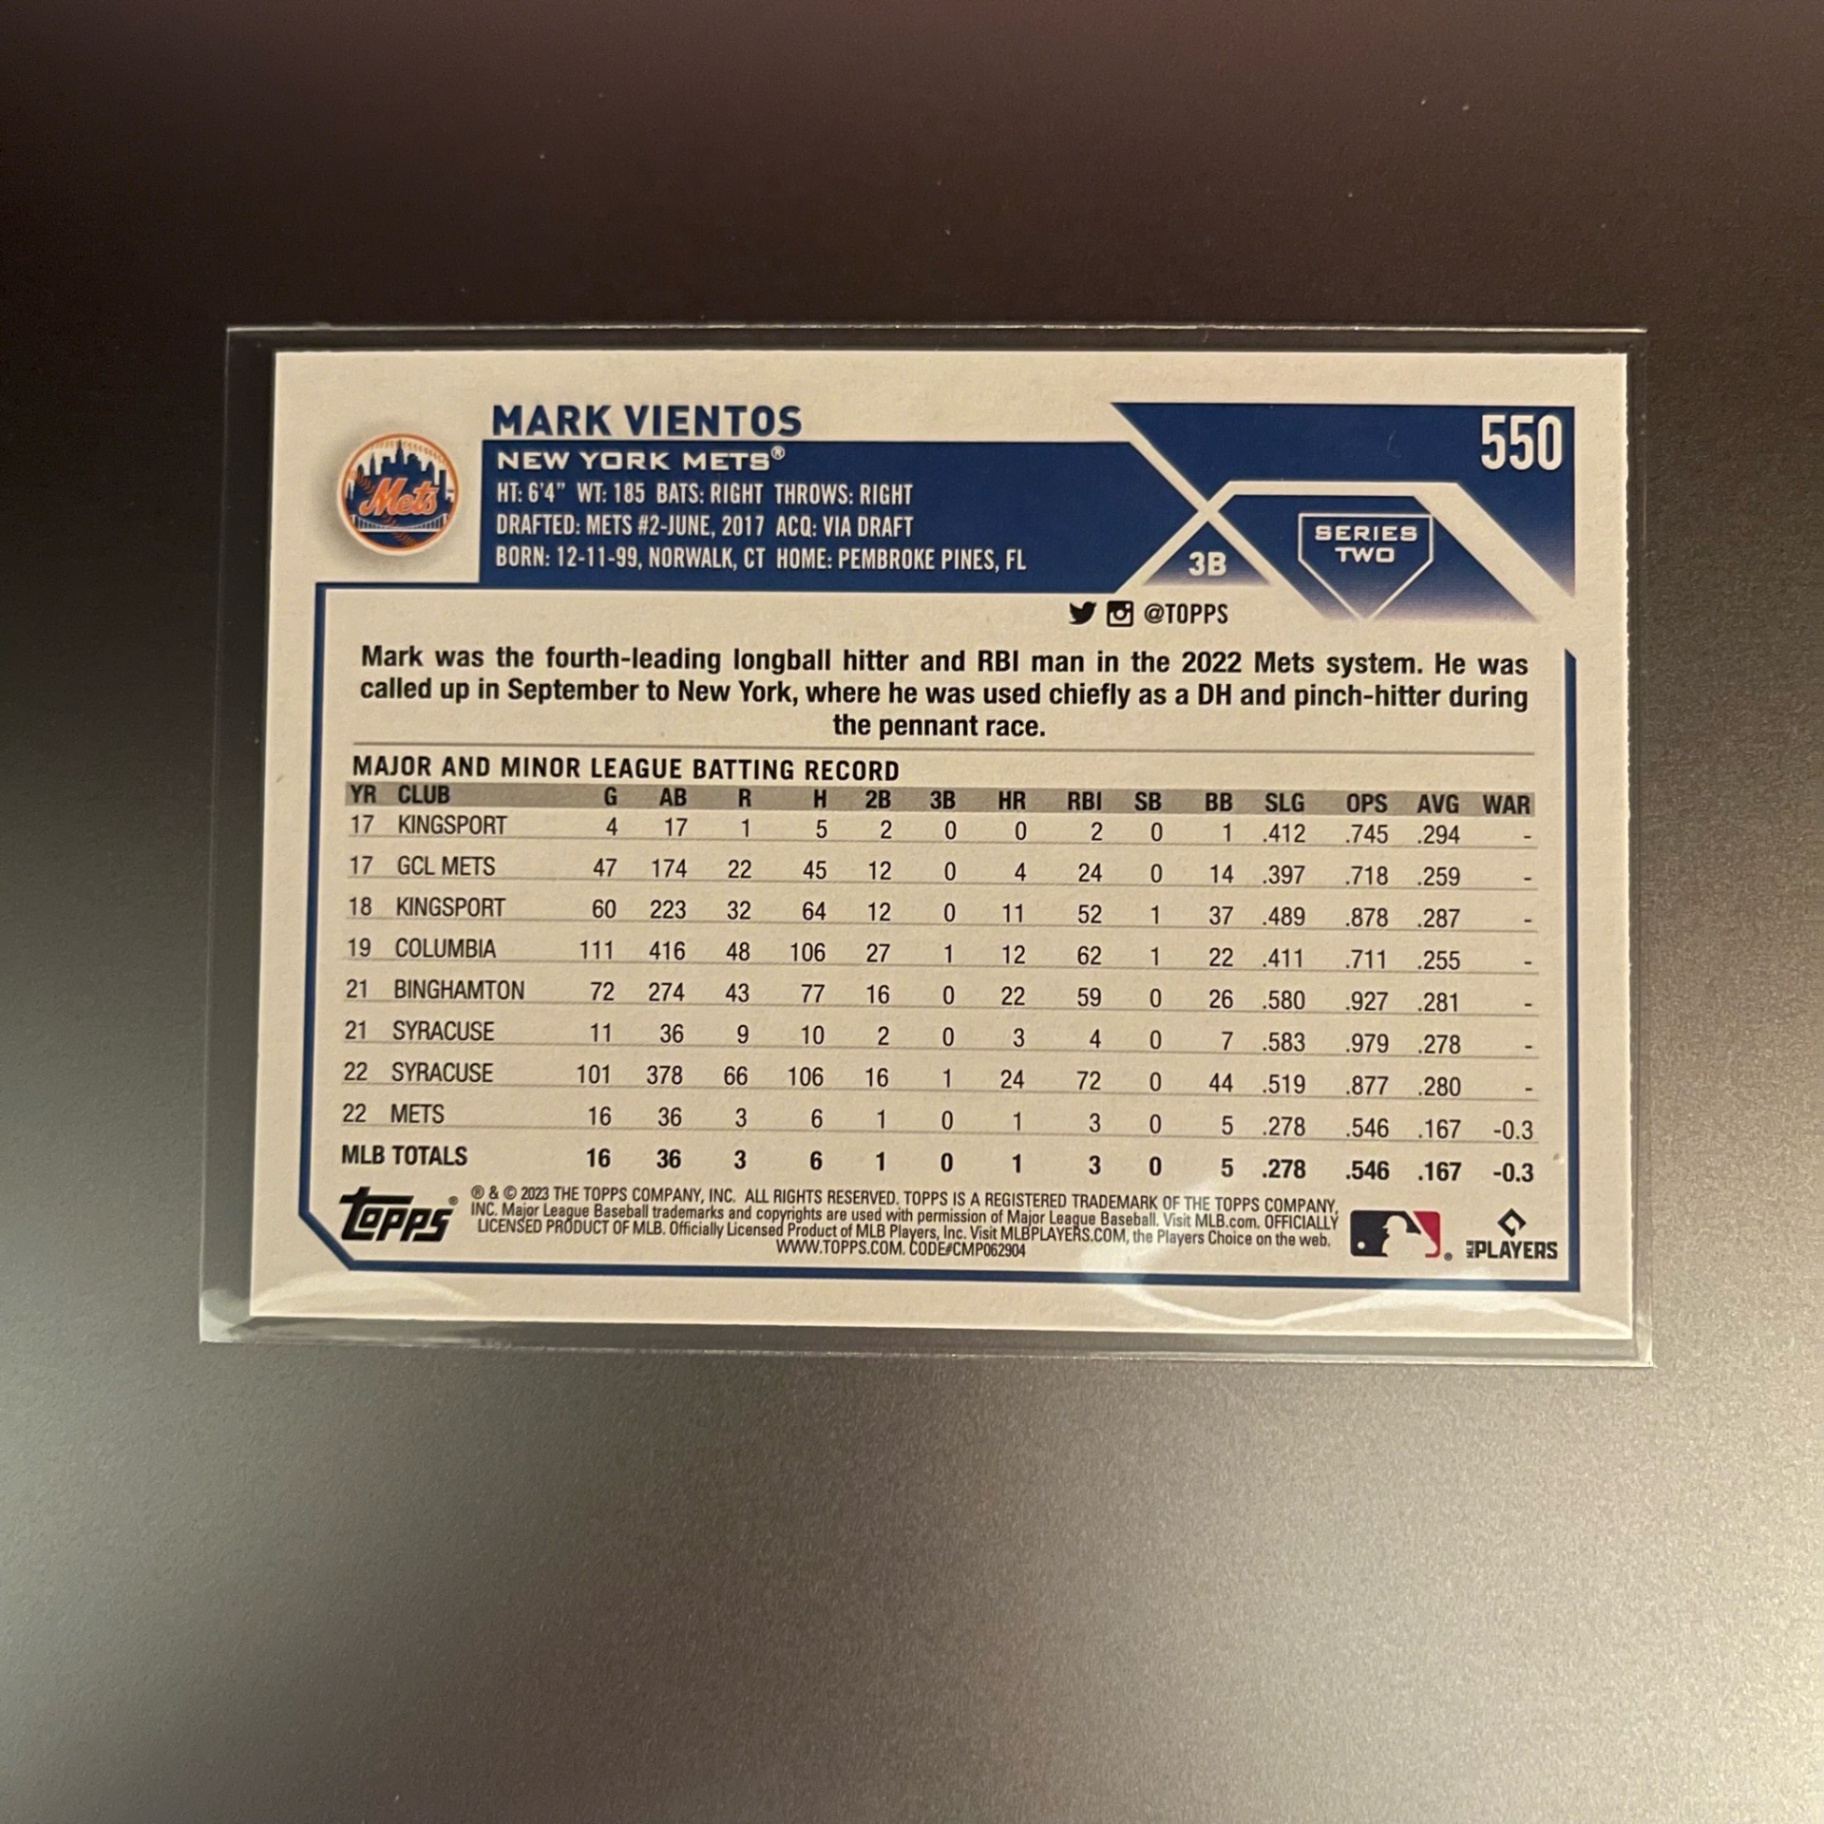 MARK VIENTOS
550
NEW YORK METS®
HT: 6'4" WT: 185 BATS: RIGHT THROWS: RIGHT
DRAFTED: METS #2-JUNE, 2017 ACQ: VIA DRAFT
BORN: 12-11-99, NORWALK, CT HOME: PEMBROKE PINES, FL
Mets
3B
SERIES
TWO
@TOPPS
Mark was the fourth-leading longball hitter and RBI man in the 2022 Mets system. He was
called up in September to New York, where he was used chiefly as a DH and pinch-hitter during
the pennant race.
MAJOR AND MINOR LEAGUE BATTING RECORD
YR CLUB G AB R H 2B 3B HR RBI SB BB SLG OPS AVG WAR
17 KINGSPORT 4 17 1 5 2 0 0 2 0 1 .412 .745 .294 -
17 GCL METS 47 174 22 45 12 0 4 24 0 14 .397 .718 .259 -
18 KINGSPORT 60 223 32 64 12 0 11 52 1 37 .489 .878 .287 -
19 COLUMBIA 111 416 48 106 27 1 12 62 1 22 .411 .711 .255 -
21 BINGHAMTON 72 274 43 77 16 0 22 59 0 26 .580 .927 .281 -
21 SYRACUSE 11 36 9 10 2 0 3 4 0 7 .583 .979 .278 -
22 SYRACUSE 101 378 66 106 16 1 24 72 0 44 .519 .877 .280 -
22 METS 16 36 3 6 1 0 1 3 0 5 .278 .546 .167 -0.3
MLB TOTALS 16 36 3 6 1 0 1 3 0 5 .278 .546 .167 -0.3
Topps®
® & © 2023 THE TOPPS COMPANY, INC. ALL RIGHTS RESERVED. TOPPS IS A REGISTERED TRADEMARK OF THE TOPPS COMPANY,
INC. Major League Baseball trademarks and copyrights are used with permission of Major League Baseball. Visit MLB.com. OFFICIALLY
LICENSED PRODUCT OF MLB. Officially Licensed Product of MLB Players, Inc. Visit MLBPLAYERS.COM, the Players Choice on the web.
WWW.TOPPS.COM. CODE#CMP062904
®
MLB PLAYERS